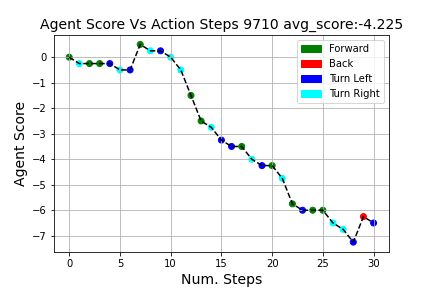 Agent Score Vs Action Steps 9710 avg_score:-4.225
Forward
Back
Turn Left
Turn Right
Agent Score
0
−1
−2
−3
−4
−5
−6
−7
0 5 10 15 20 25 30
Num. Steps